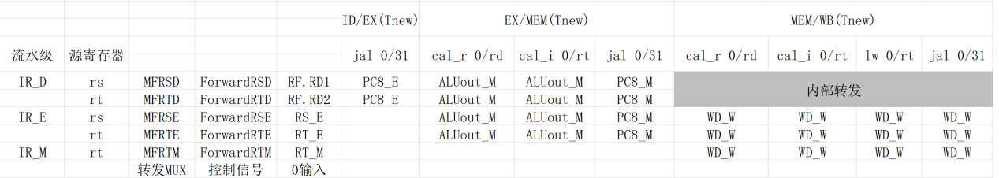 ID/EX(Tnew) EX/MEM(Tnew) MEM/WB(Tnew)
流水级 源寄存器 jal 0/31 cal_r 0/rd cal_i 0/rt jal 0/31 cal_r 0/rd cal_i 0/rt lw 0/rt jal 0/31
IR_D rs MFRSD ForwardRSD RF.RD1 PC8_E ALUout_M ALUout_M PC8_M 内部转发
rt MFRTD ForwardRTD RF.RD2 PC8_E ALUout_M ALUout_M PC8_M
IR_E rs MFRSE ForwardRSE RS_E ALUout_M ALUout_M PC8_M WD_W WD_W WD_W WD_W
rt MFRTE ForwardRTE RT_E ALUout_M ALUout_M PC8_M WD_W WD_W WD_W WD_W
IR_M rt MFRTM ForwardRTM RT_M WD_W WD_W WD_W WD_W
转发MUX 控制信号 0输入